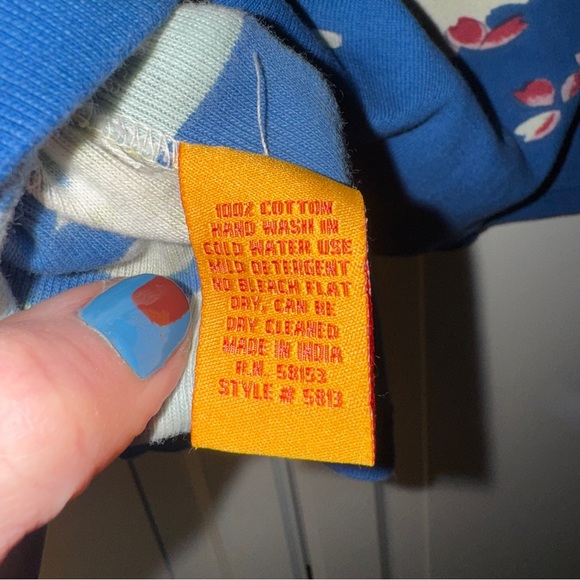 100% COTTON
HAND WASH IN
COLD WATER USE
MILD DETERGENT
NO BLEACH FLAT
DRY, CAN BE
DRY CLEANED
MADE IN INDIA
R.N. 58153
STYLE # 5813